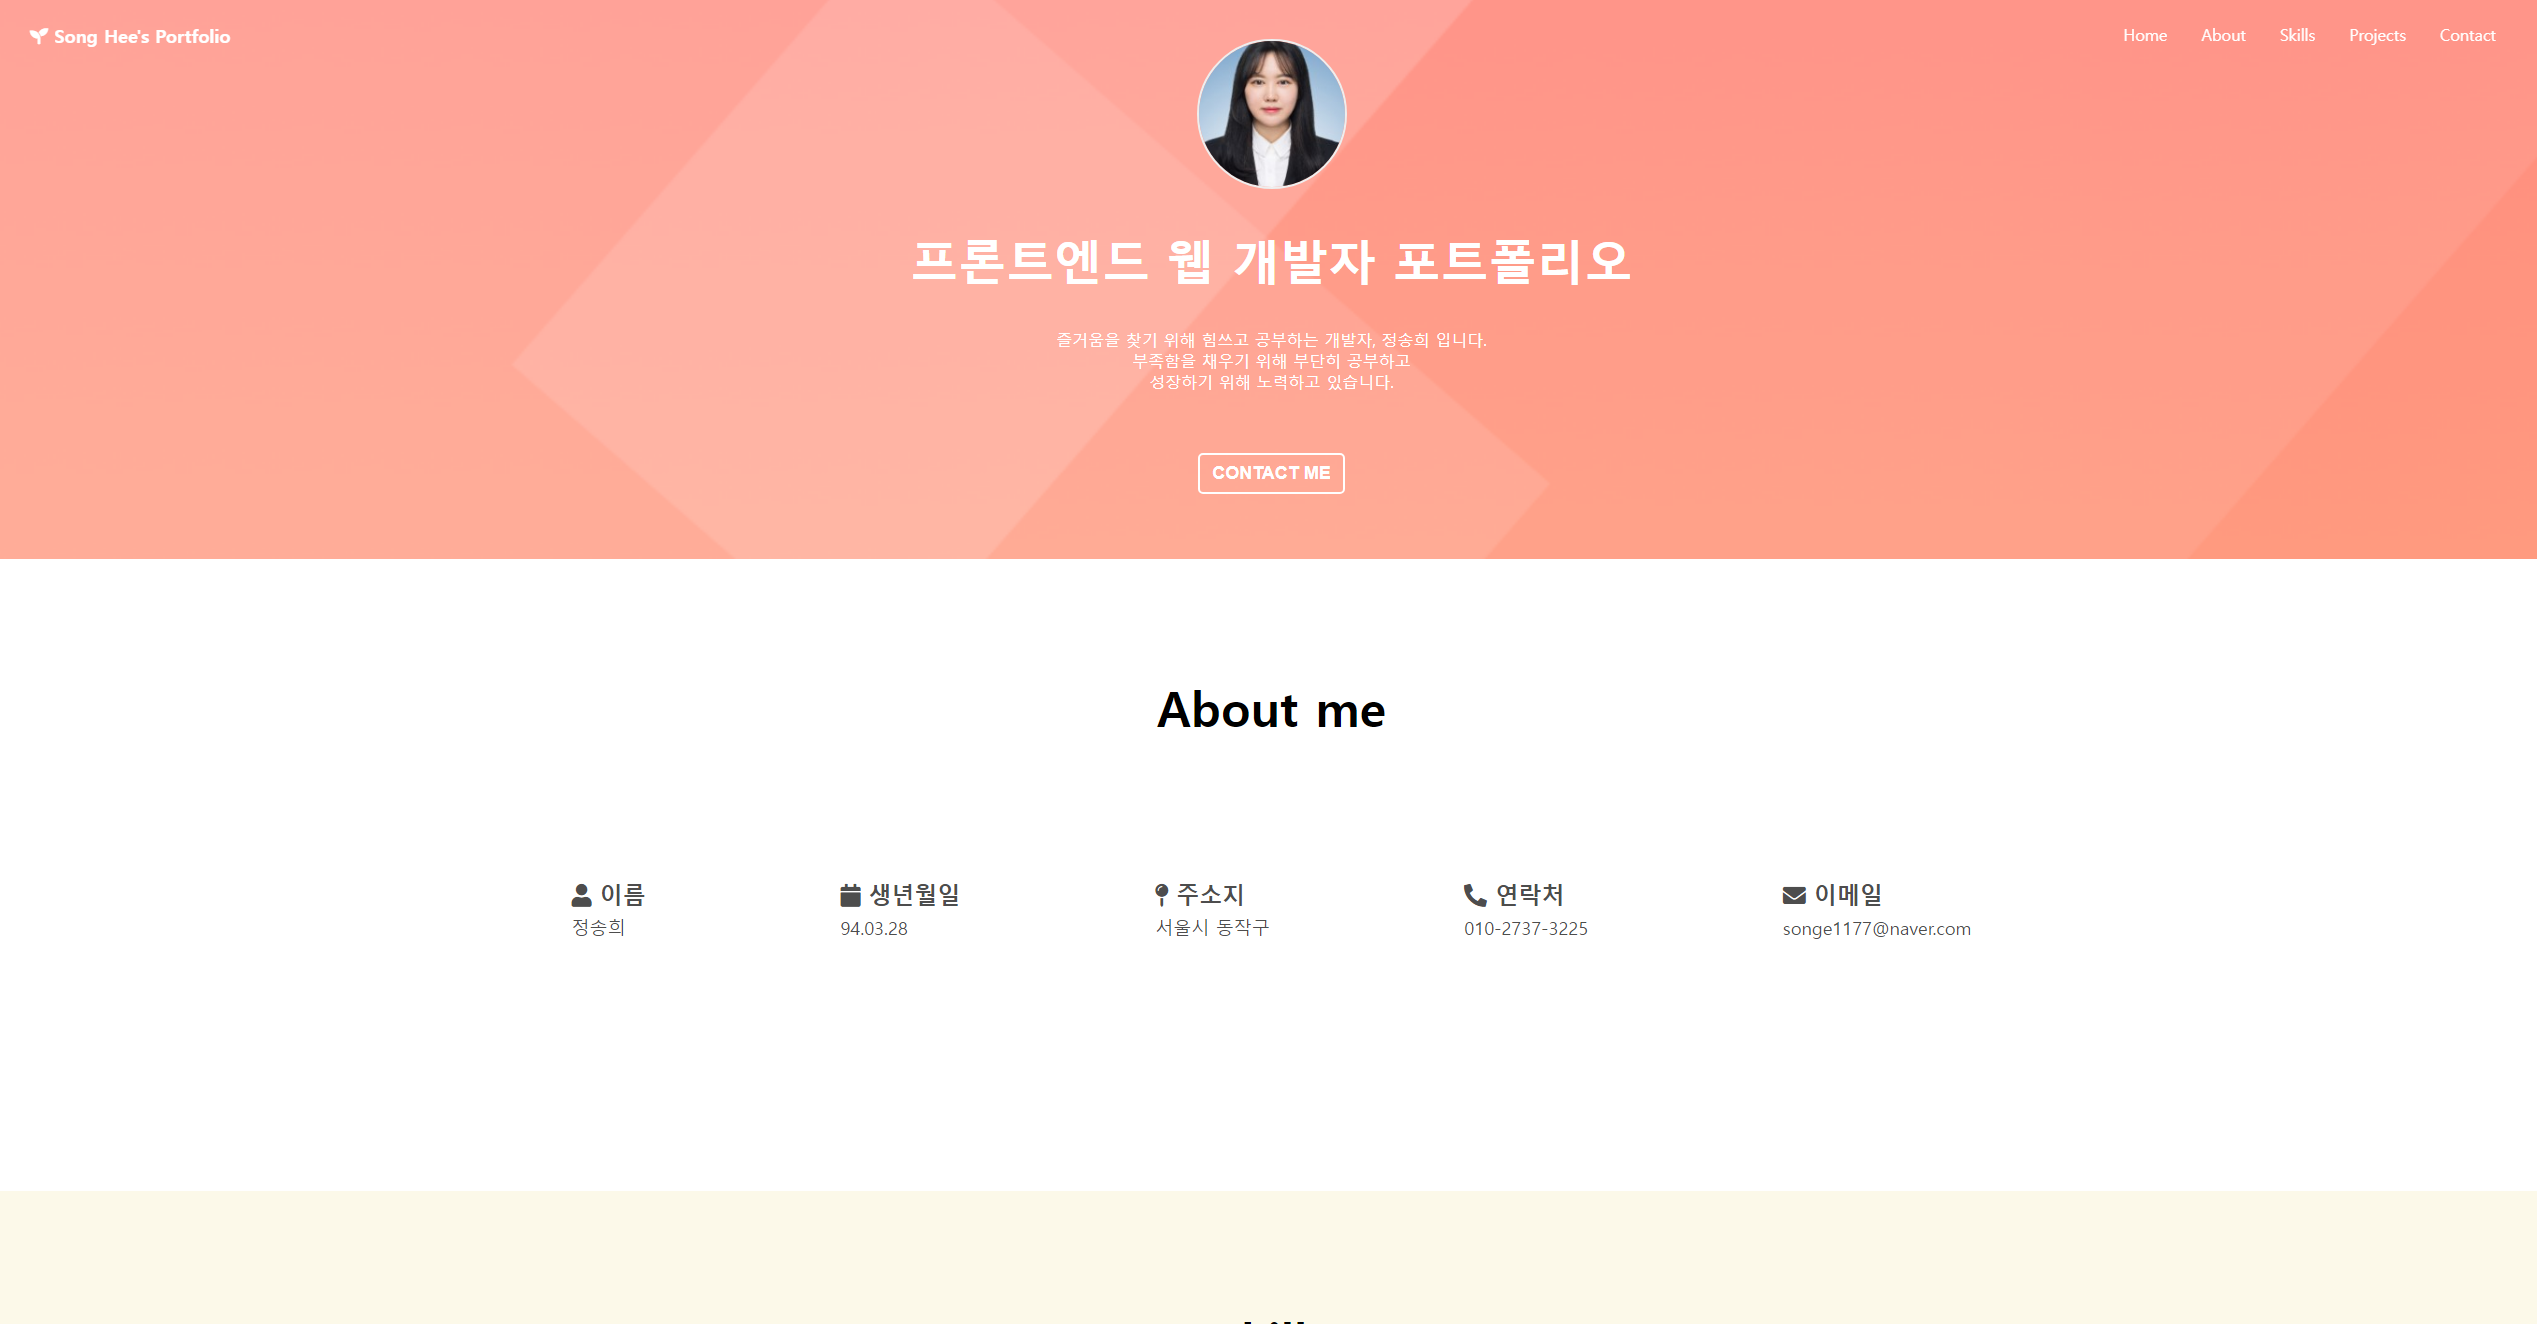 Song Hee's Portfolio
Home About Skills Projects Contact
프론트엔드 웹 개발자 포트폴리오
즐거움을 찾기 위해 힘쓰고 공부하는 개발자, 정송희 입니다.
부족함을 채우기 위해 부단히 공부하고
성장하기 위해 노력하고 있습니다.
CONTACT ME
About me
이름
정송희
생년월일
94.03.28
주소지
서울시 동작구
연락처
010-2737-3225
이메일
songe1177@naver.com